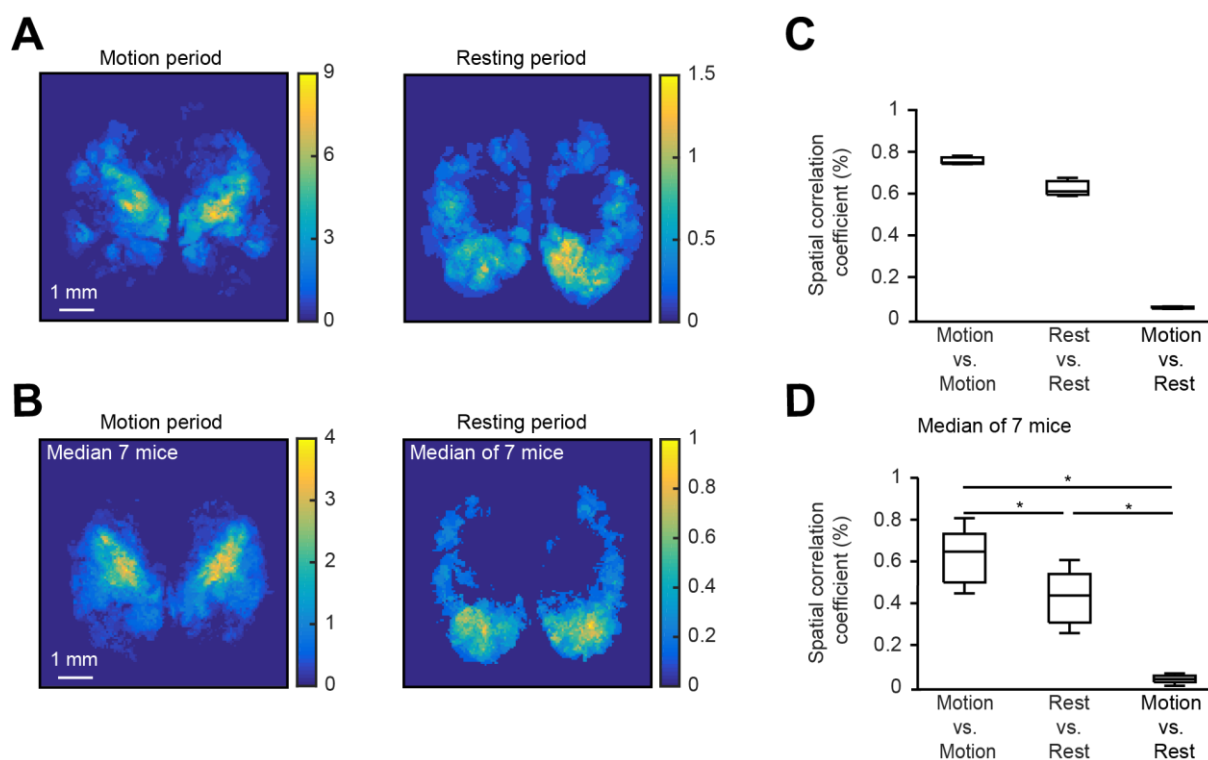 A
Motion period
9
6
3
0
1 mm
Resting period
1.5
1
0.5
0
B
Motion period
Median 7 mice
4
3
2
1
0
1 mm
Resting period
Median of 7 mice
1
0.8
0.6
0.4
0.2
0
C
Spatial correlation
coefficient (%)
1
0.8
0.6
0.4
0.2
0
Motion
vs.
Motion
Rest
vs.
Rest
Motion
vs.
Rest
D
Median of 7 mice
Spatial correlation
coefficient (%)
1
0.8
0.6
0.4
0.2
0
*
*
*
Motion
vs.
Motion
Rest
vs.
Rest
Motion
vs.
Rest